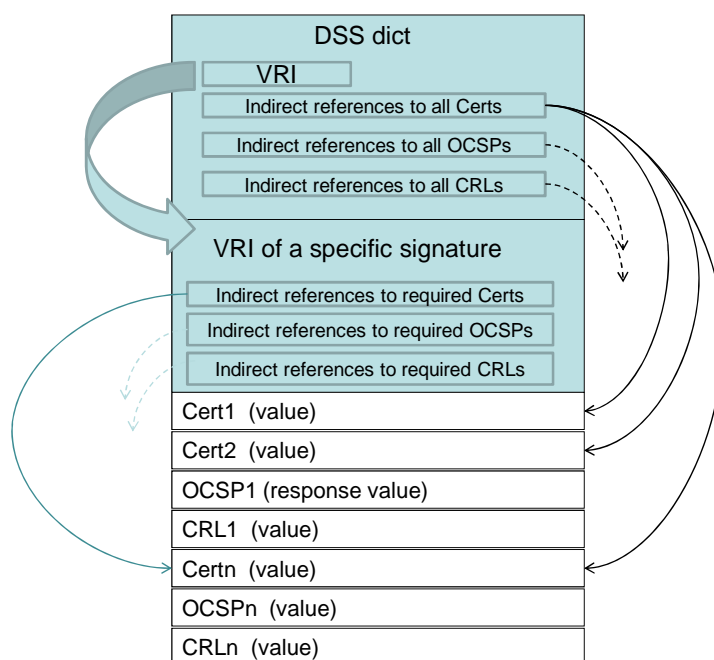 DSS dict
VRI
Indirect references to all Certs
Indirect references to all OCSPs
Indirect references to all CRLs
VRI of a specific signature
Indirect references to required Certs
Indirect references to required OCSPs
Indirect references to required CRLs
Cert1 (value)
Cert2 (value)
OCSP1 (response value)
CRL1 (value)
Certn (value)
OCSPn (value)
CRLn (value)